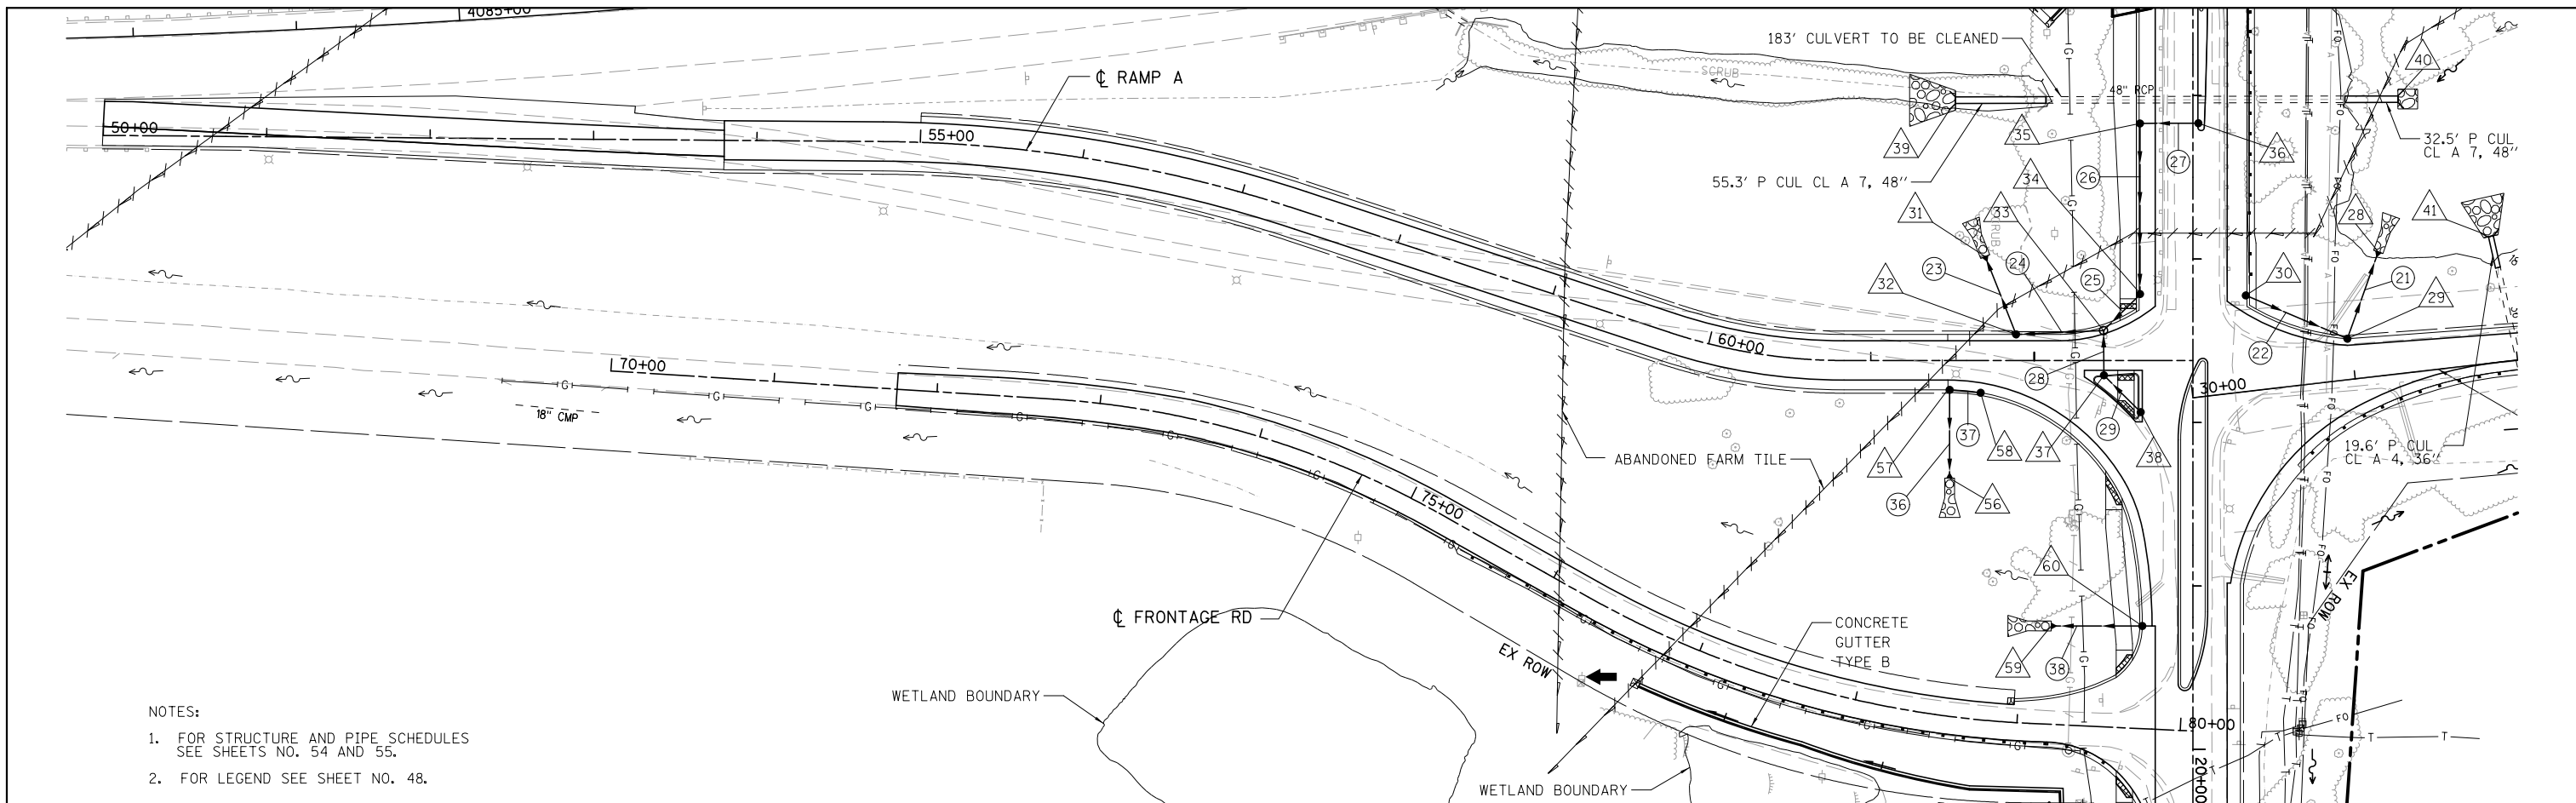 4085+00
℄ RAMP A
50+00
55+00
SCRUB
183' CULVERT TO BE CLEANED
48" RCP
40
39
35
27
36
32.5' P CUL
CL A 7, 48"
55.3' P CUL CL A 7, 48"
26
34
31
33
28
41
23
24
25
32
30
21
29
22
60+00
70+00
28
30+00
18" CMP
G
G
G
G
G
37
29
57
58
37
38
19.6' P CUL
CL A 4, 36"
ABANDONED FARM TILE
75+00
36
56
60
EX ROW
℄ FRONTAGE RD
CONCRETE
GUTTER
TYPE B
59
38
EX ROW
WETLAND BOUNDARY
80+00
20+00
FO
T
T
T
WETLAND BOUNDARY
NOTES:
1. FOR STRUCTURE AND PIPE SCHEDULES
SEE SHEETS NO. 54 AND 55.
2. FOR LEGEND SEE SHEET NO. 48.